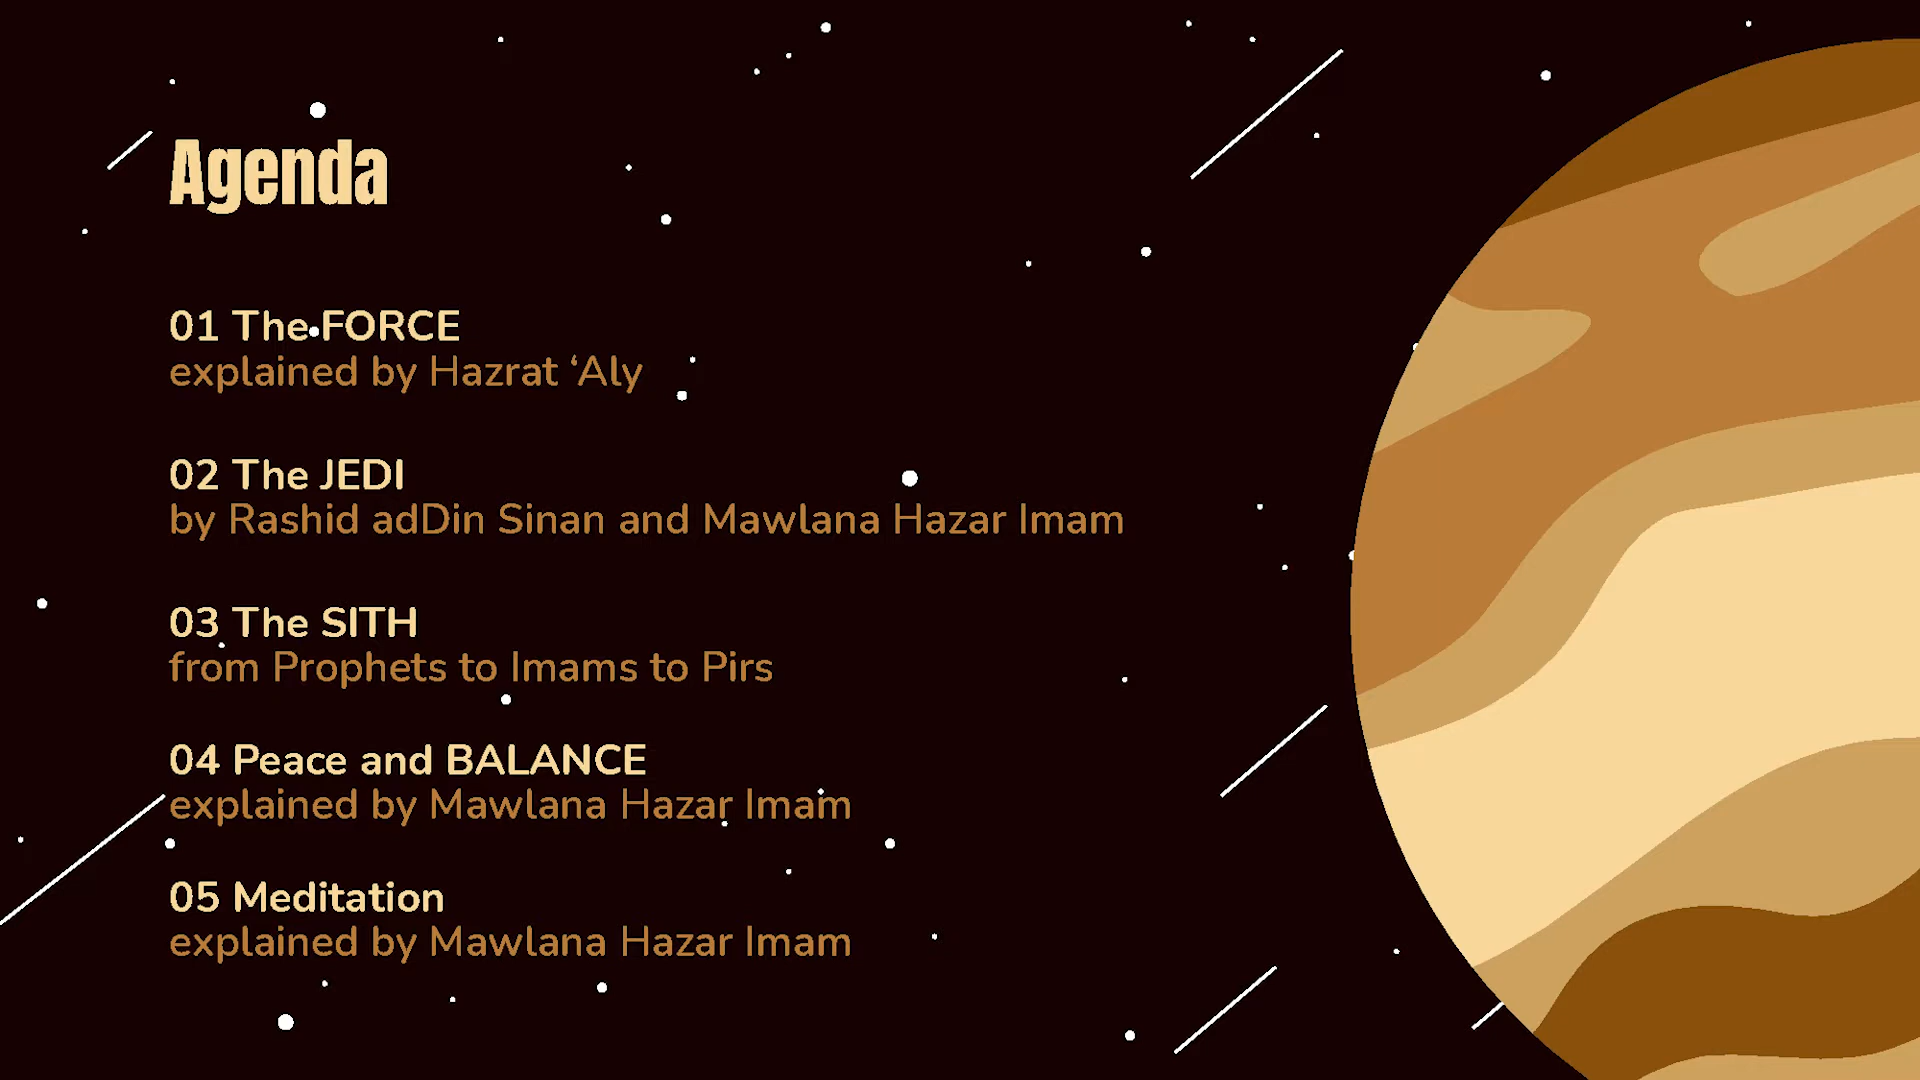 Agenda
01 The FORCE
explained by Hazrat ‘Aly
02 The JEDI
by Rashid adDin Sinan and Mawlana Hazar Imam
03 The SITH
from Prophets to Imams to Pirs
04 Peace and BALANCE
explained by Mawlana Hazar Imam
05 Meditation
explained by Mawlana Hazar Imam